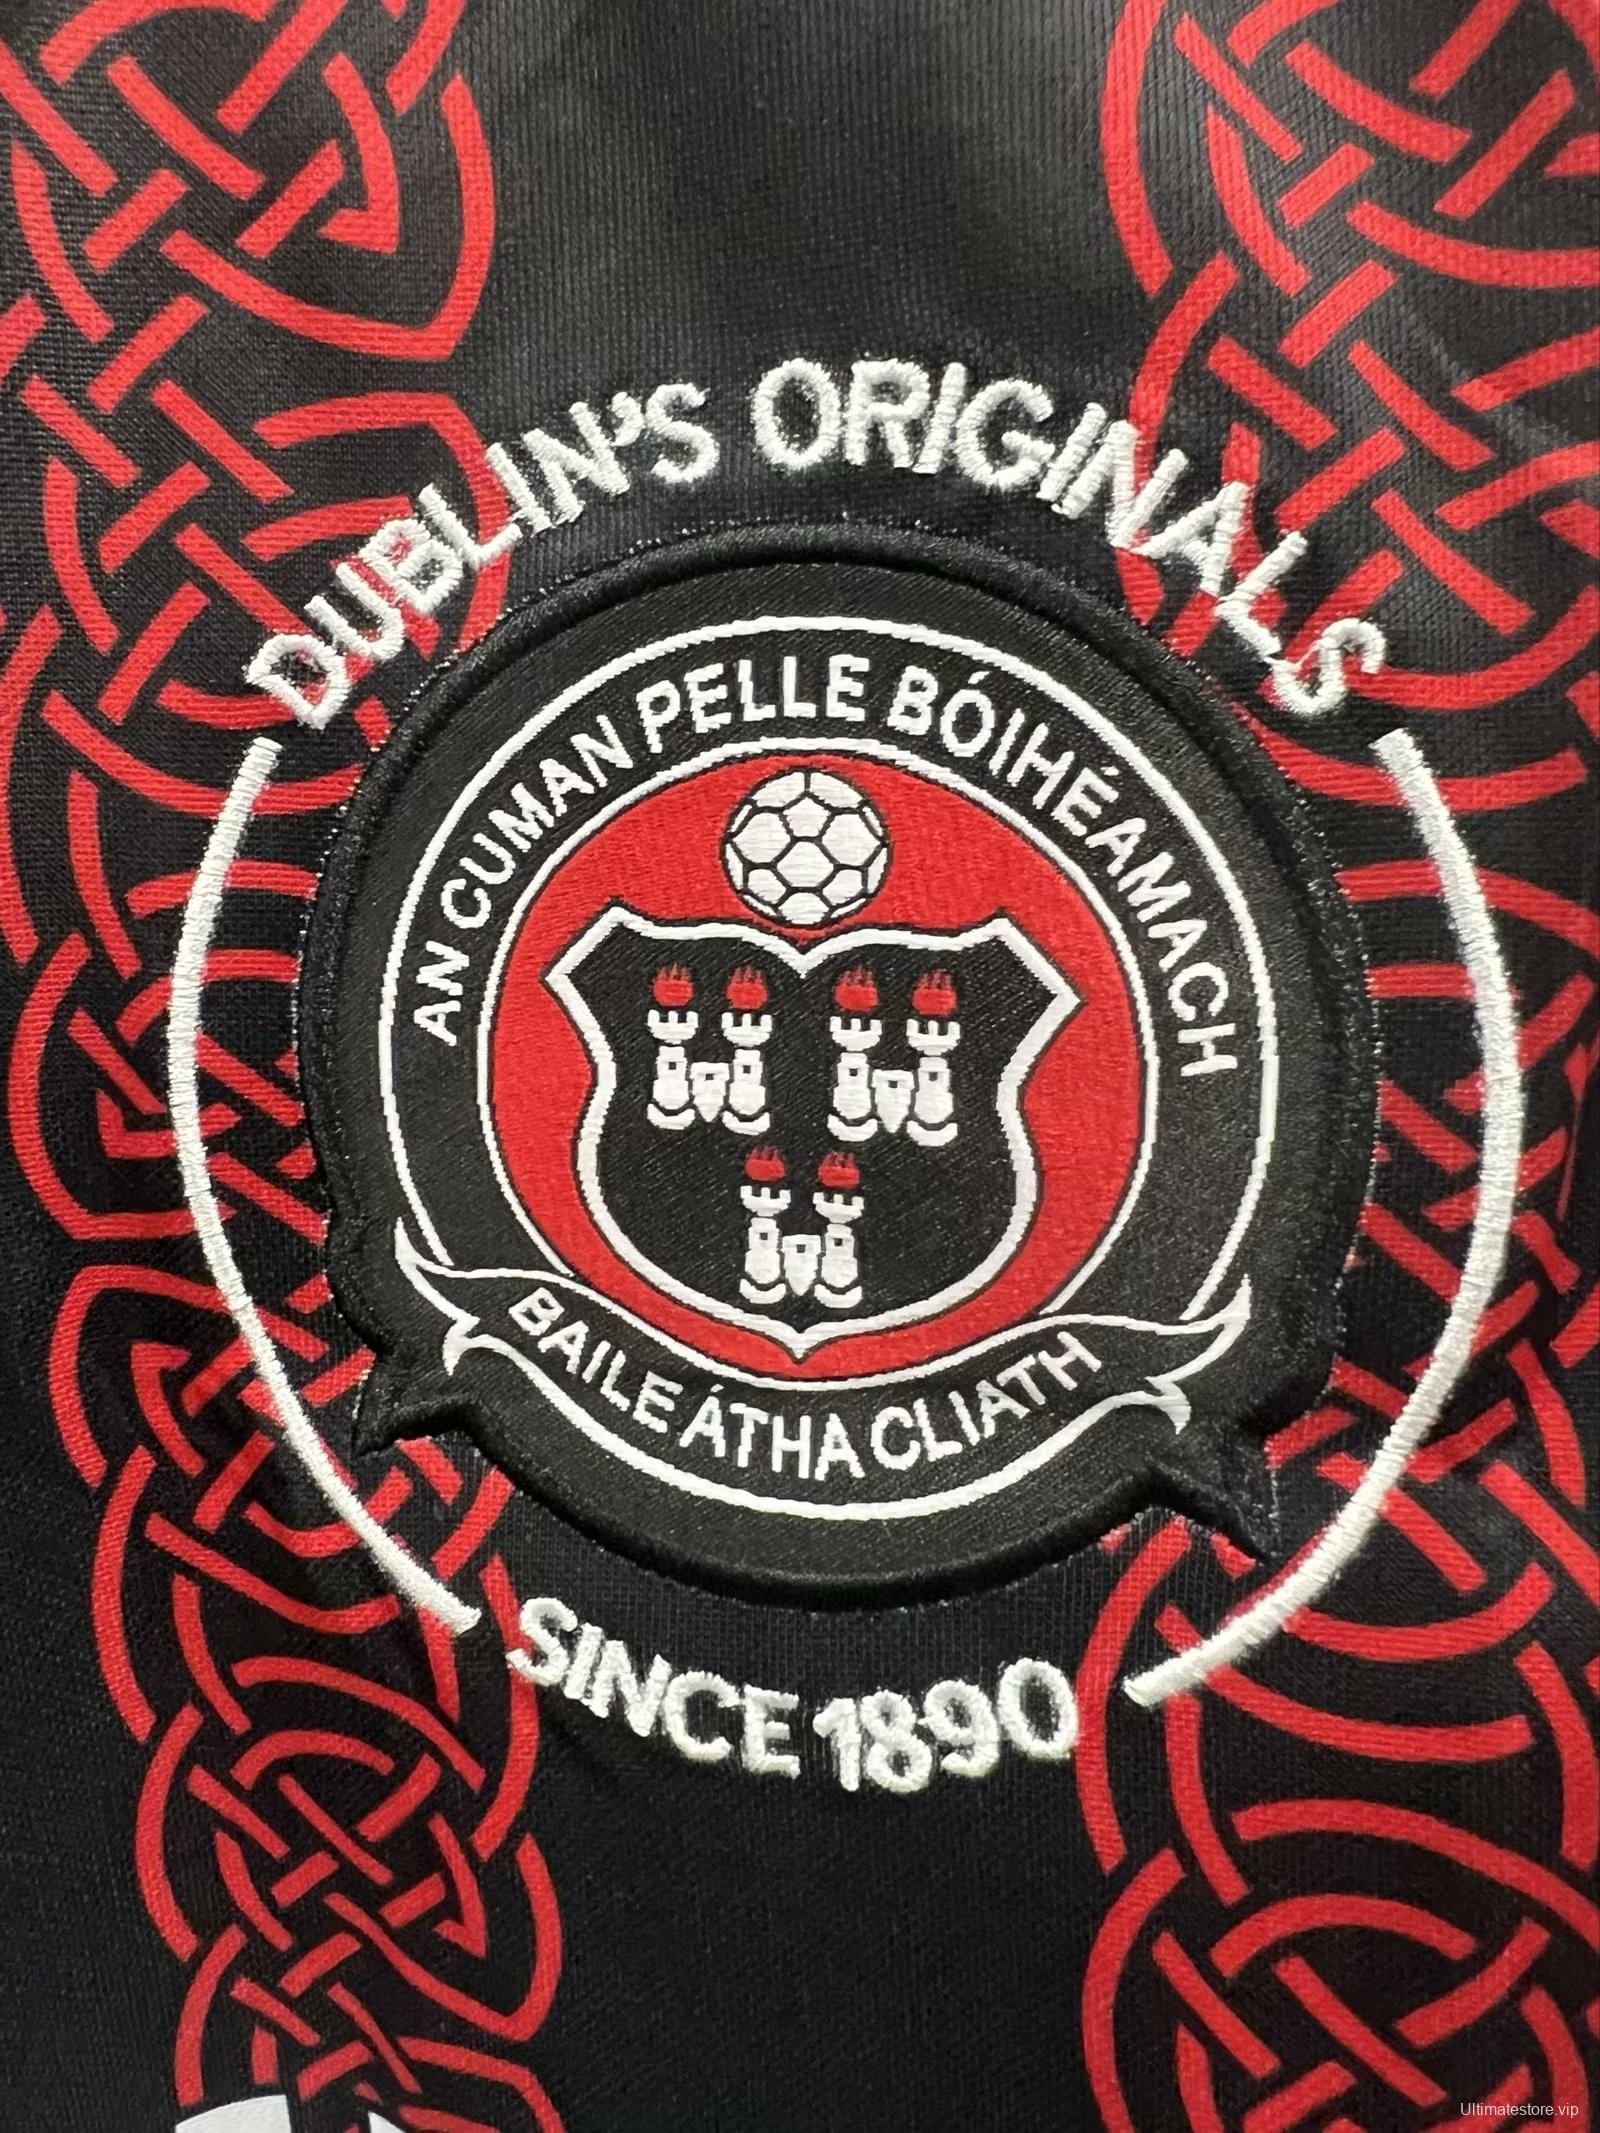 DUBLIN'S ORIGINALS
AN CUMAN PELLE BÓIHÉAMACH
BAILE ÁTHA CLIATH
SINCE 1890
Ultimatestore.vip